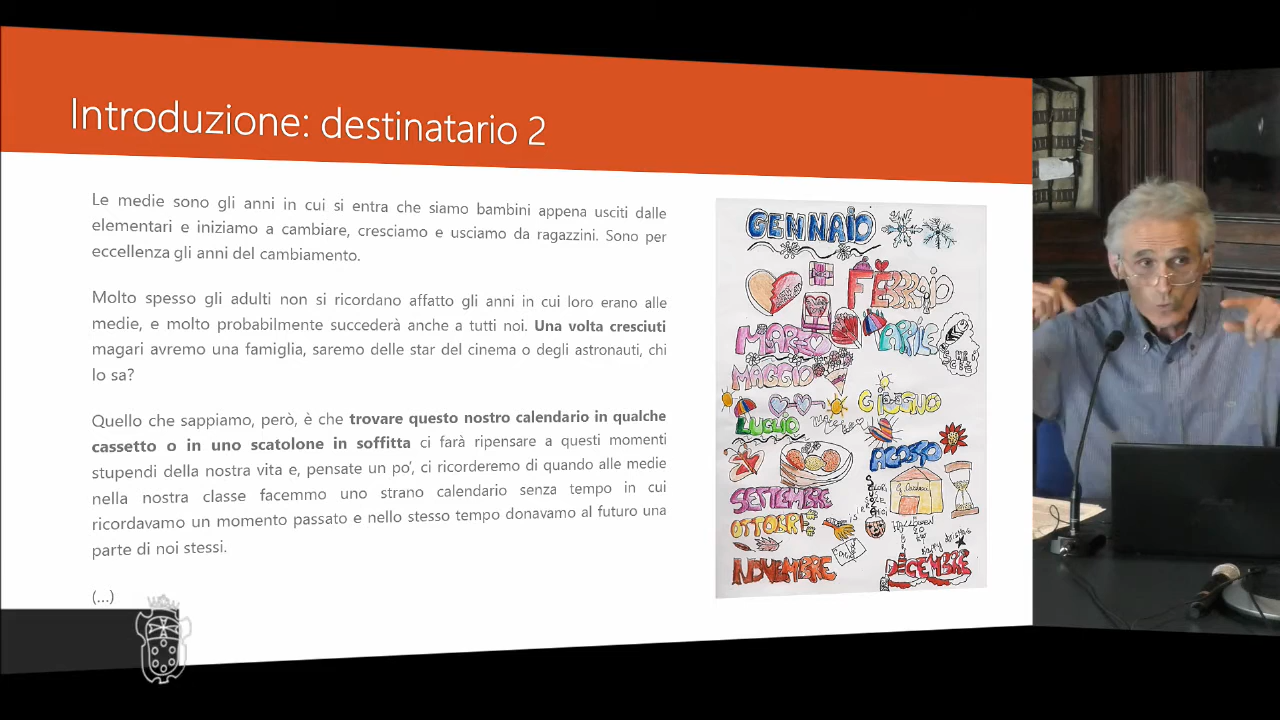 Introduzione: destinatario 2
Le medie sono gli anni in cui si entra che siamo bambini appena usciti dalle
elementari e iniziamo a cambiare, cresciamo e usciamo da ragazzini. Sono per
eccellenza gli anni del cambiamento.
Molto spesso gli adulti non si ricordano affatto gli anni in cui loro erano alle
medie, e molto probabilmente succederà anche a tutti noi. Una volta cresciuti
magari avremo una famiglia, saremo delle star del cinema o degli astronauti, chi
lo sa?
Quello che sappiamo, però, è che trovare questo nostro calendario in qualche
cassetto o in uno scatolone in soffitta ci farà ripensare a questi momenti
stupendi della nostra vita e, pensate un po', ci ricorderemo di quando alle medie
nella nostra classe facemmo uno strano calendario senza tempo in cui
ricordavamo un momento passato e nello stesso tempo donavamo al futuro una
parte di noi stessi.
(...)
GENNAIO
FEBBRAIO
MARZO
APRILE
MAGGIO
GIUGNO
LUGLIO
AGOSTO
SETTEMBRE
OTTOBRE
NOVEMBRE
DICEMBRE